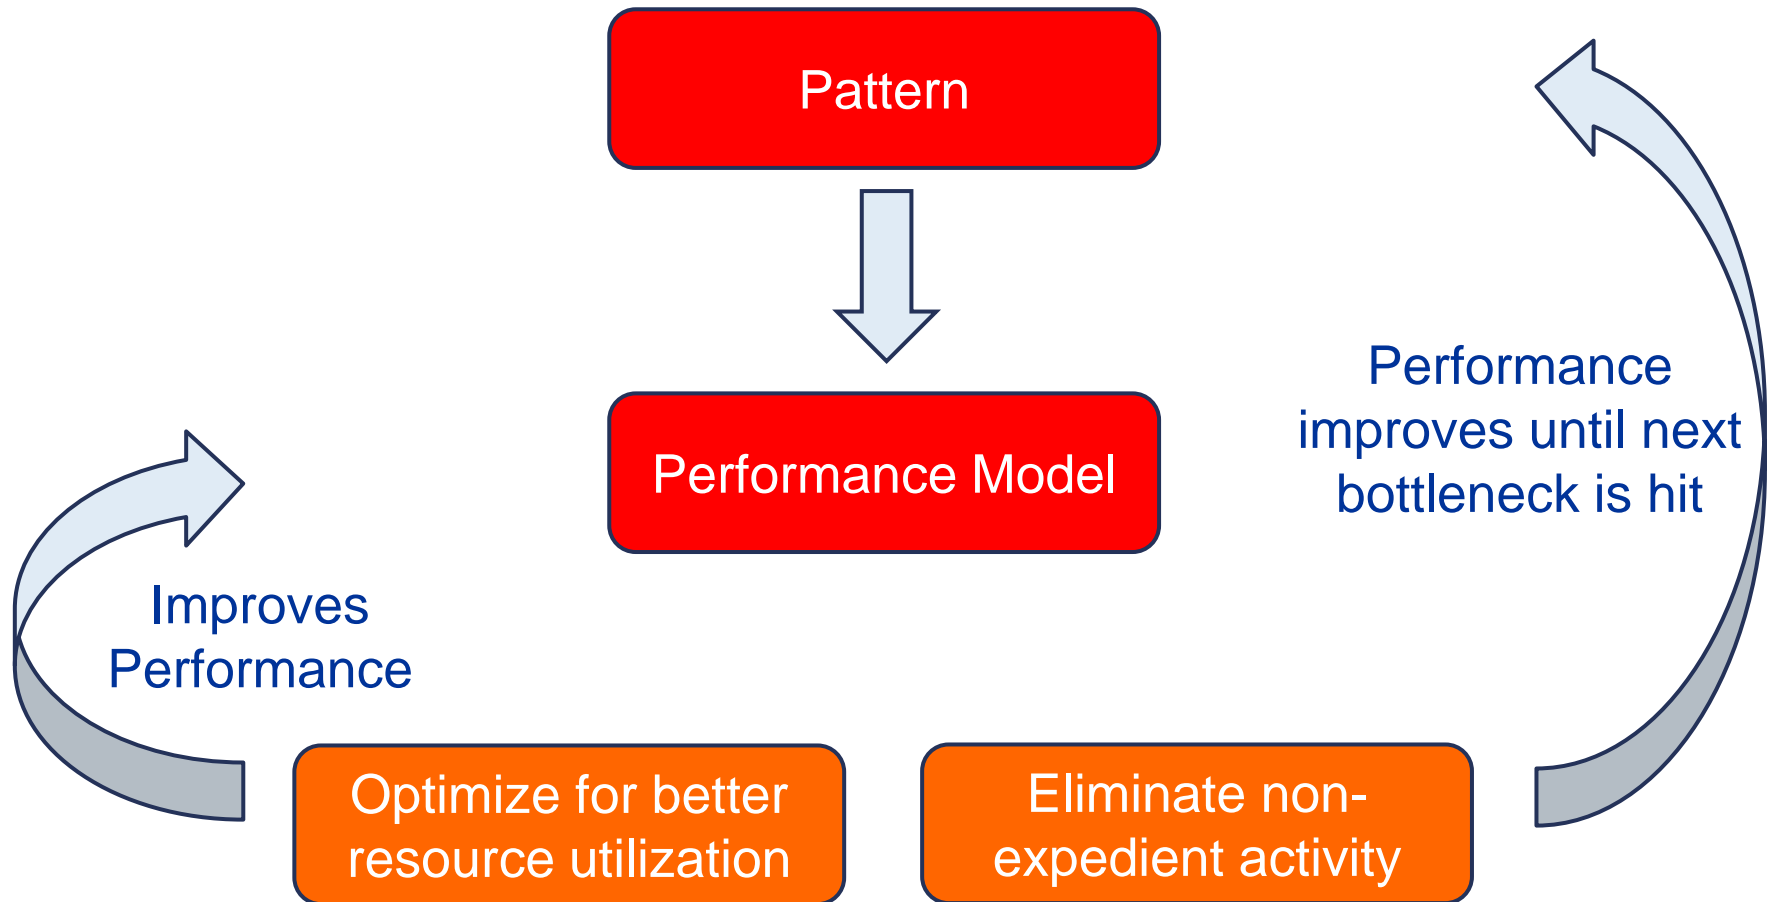 Pattern
Performance Model
Performance
improves until next
bottleneck is hit
Improves
Performance
Optimize for better
resource utilization
Eliminate non-
expedient activity